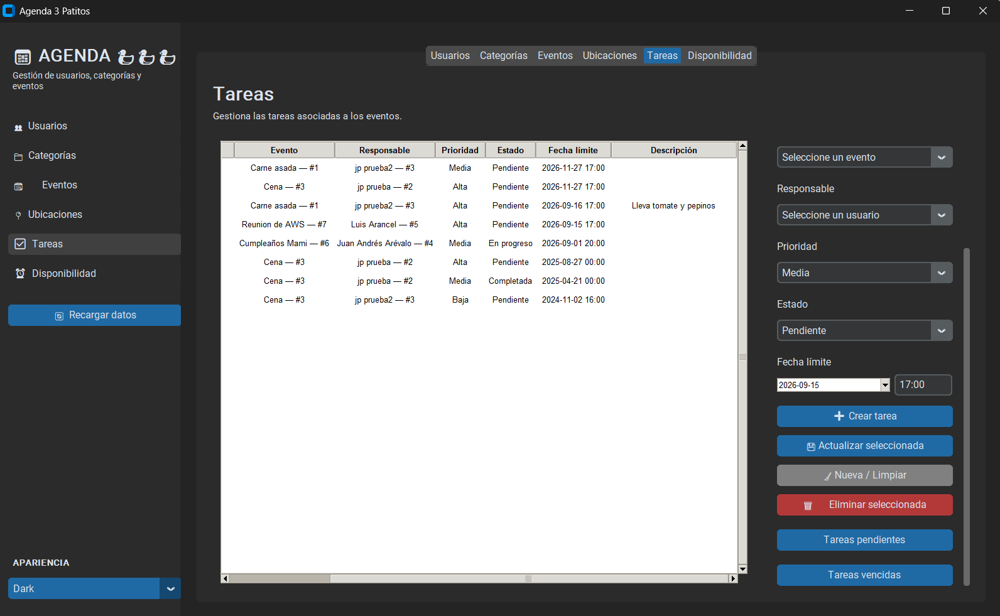 Agenda 3 Patitos
AGENDA
Gestión de usuarios, categorías y
eventos
Usuarios
Categorías
Eventos
Ubicaciones
Tareas
Disponibilidad
Recargar datos
APARIENCIA
Dark
Usuarios Categorías Eventos Ubicaciones Tareas Disponibilidad
Tareas
Gestiona las tareas asociadas a los eventos.
Evento Responsable Prioridad Estado Fecha límite Descripción
Carne asada — #1 jp prueba2 — #3 Media Pendiente 2026-11-27 17:00
Cena — #3 jp prueba — #2 Alta Pendiente 2026-11-27 17:00
Carne asada — #1 jp prueba2 — #3 Alta Pendiente 2026-09-16 17:00 Lleva tomate y pepinos
Reunion de AWS — #7 Luis Arancel — #5 Alta Pendiente 2026-09-15 17:00
Cumpleaños Mami — #6 Juan Andrés Arévalo — #4 Media En progreso 2026-09-01 20:00
Cena — #3 jp prueba — #2 Alta Pendiente 2025-08-27 00:00
Cena — #3 jp prueba — #2 Media Completada 2025-04-21 00:00
Cena — #3 jp prueba2 — #3 Baja Pendiente 2024-11-02 16:00
Seleccione un evento
Responsable
Seleccione un usuario
Prioridad
Media
Estado
Pendiente
Fecha límite
2026-09-15 17:00
Crear tarea
Actualizar seleccionada
Nueva / Limpiar
Eliminar seleccionada
Tareas pendientes
Tareas vencidas